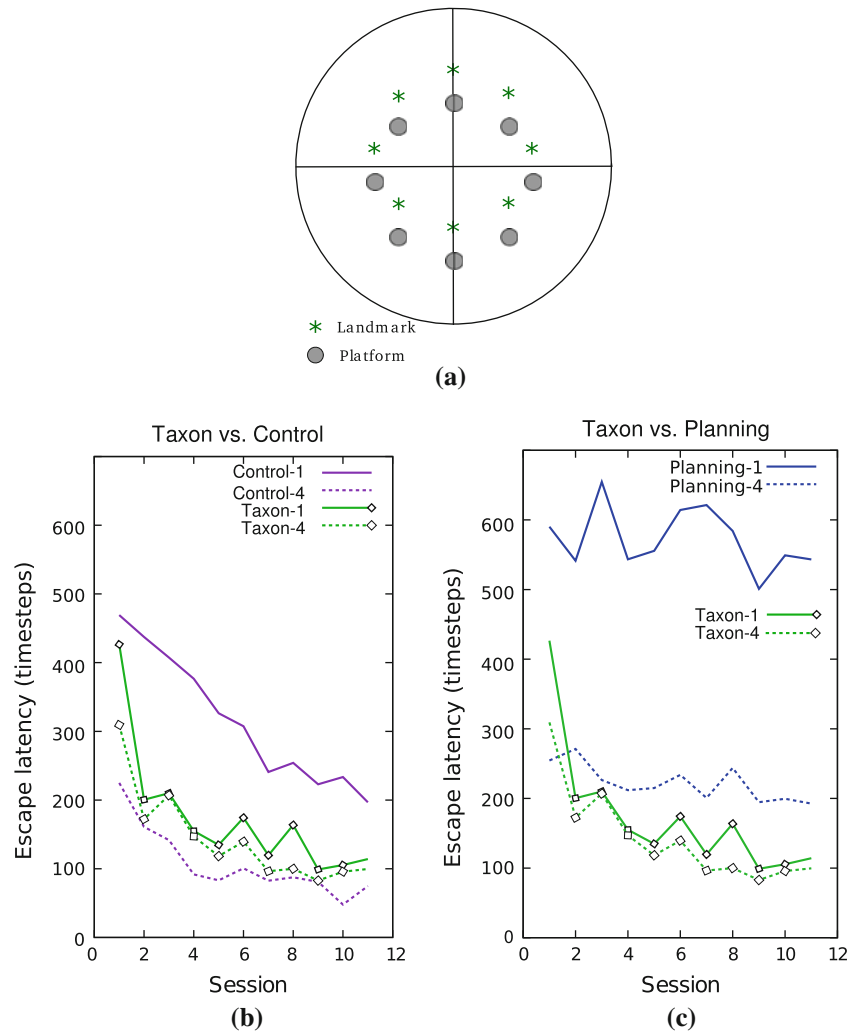 Landmark
Platform
(a)
Taxon vs. Control
Control-1
Control-4
Taxon-1
Taxon-4
600
500
400
300
200
100
0
0 2 4 6 8 10 12
Escape latency (timesteps)
Session
(b)
Taxon vs. Planning
Planning-1
Planning-4
Taxon-1
Taxon-4
600
500
400
300
200
100
0
0 2 4 6 8 10 12
Escape latency (timesteps)
Session
(c)